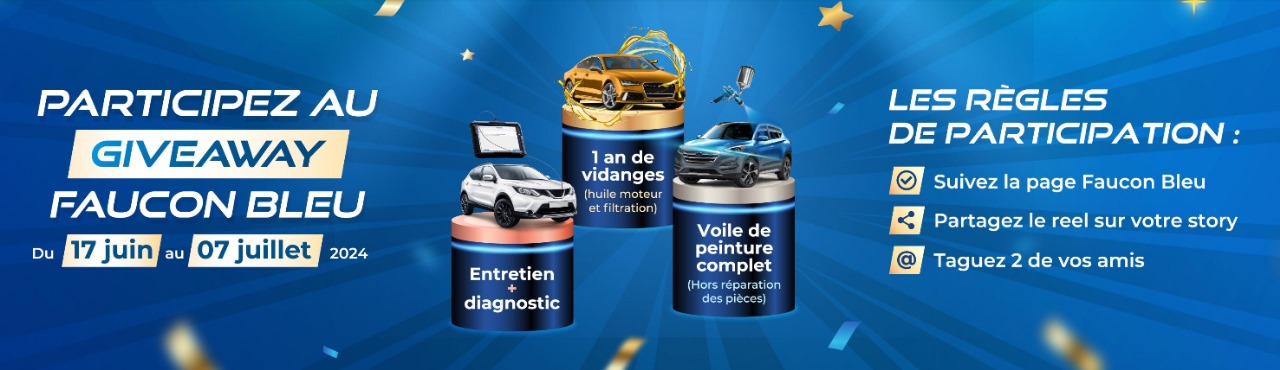 PARTICIPEZ AU
GIVEAWAY
FAUCON BLEU
Du 17 juin au 07 juillet 2024
Entretien
+
diagnostic
1 an de
vidanges
(huile moteur
et filtration)
Voile de
peinture
complet
(Hors réparation
des pièces)
LES RÈGLES
DE PARTICIPATION :
Suivez la page Faucon Bleu
Partagez le reel sur votre story
@ Taguez 2 de vos amis